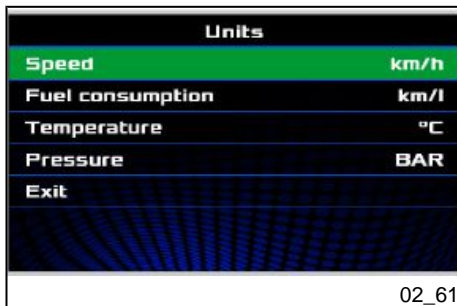 Units
Speed km/h
Fuel consumption km/l
Temperature °C
Pressure BAR
Exit
02_61